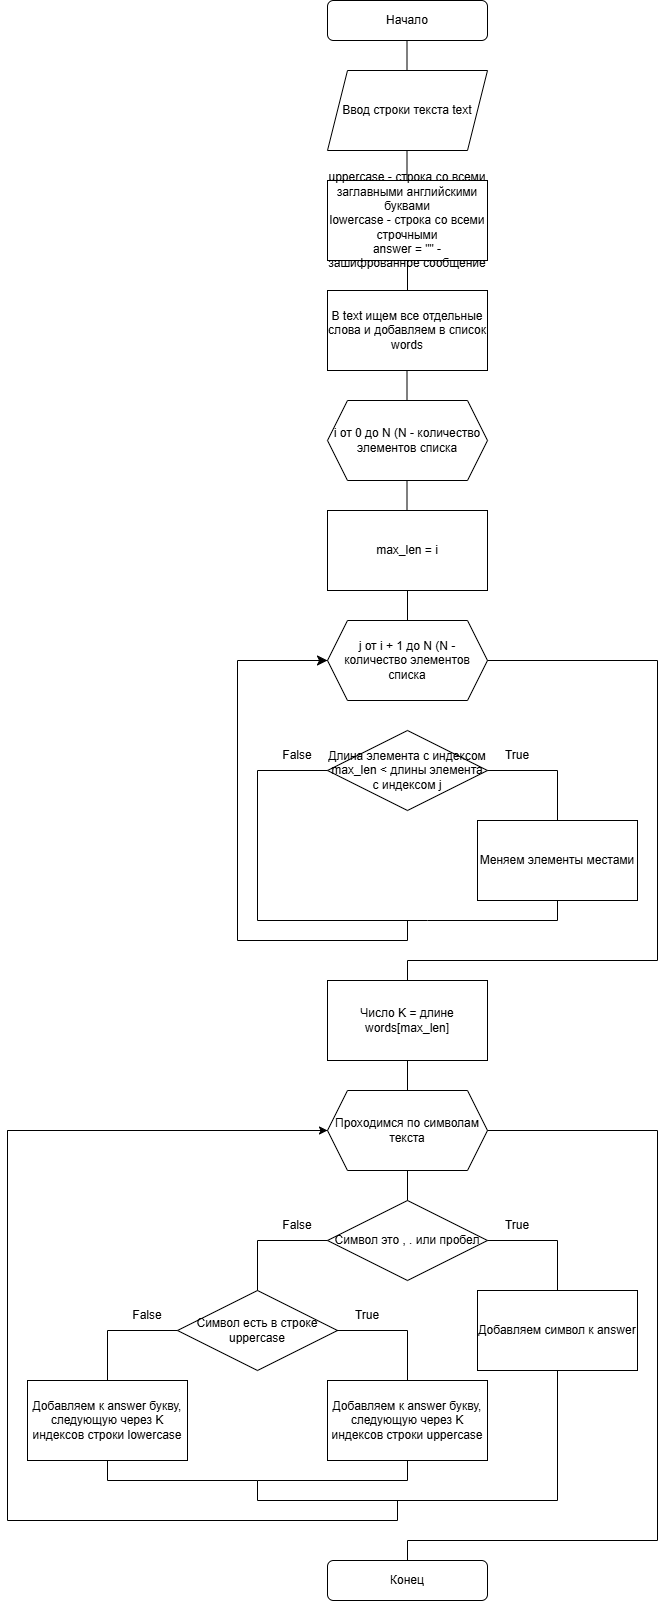 Начало
Ввод строки текста text
uppercase - строка со всеми
заглавными английскими
буквами
lowercase - строка со всеми
строчными
answer = "" -
зашифрованное сообщение
В text ищем все отдельные
слова и добавляем в список
words
i от 0 до N (N - количество
элементов списка
max_len = i
j от i + 1 до N (N -
количество элементов
списка
False
Длина элемента с индексом
max_len < длины элемента
с индексом j
True
Меняем элементы местами
Число K = длине
words[max_len]
Проходимся по символам
текста
False
Символ это , . или пробел
True
False
Символ есть в строке
uppercase
True
Добавляем символ к answer
Добавляем к answer букву,
следующую через K
индексов строки lowercase
Добавляем к answer букву,
следующую через K
индексов строки uppercase
Конец